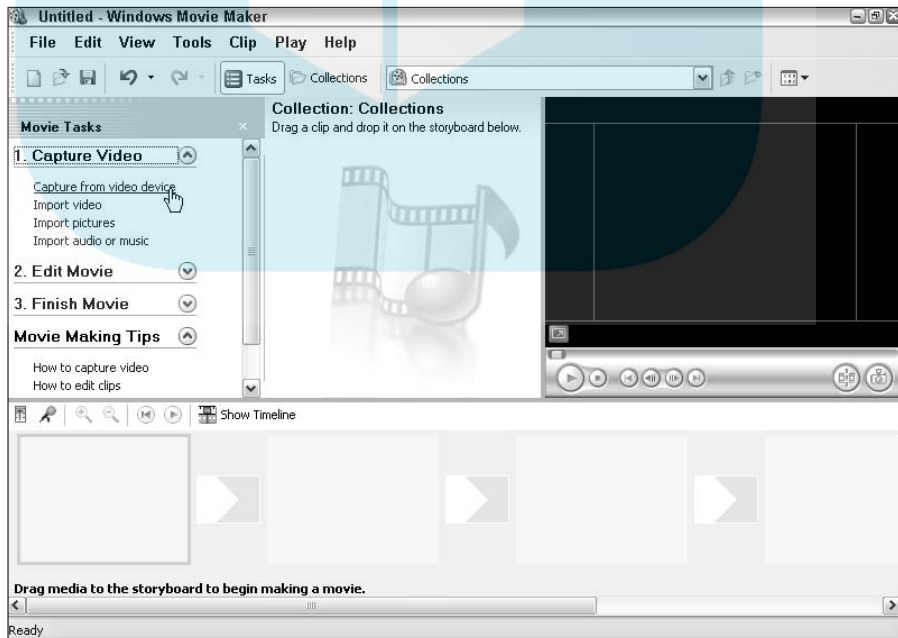 Untitled - Windows Movie Maker
File Edit View Tools Clip Play Help
Tasks Collections Collections
Movie Tasks
Collection: Collections
Drag a clip and drop it on the storyboard below.
1. Capture Video
Capture from video device
Import video
Import pictures
Import audio or music
2. Edit Movie
3. Finish Movie
Movie Making Tips
How to capture video
How to edit clips
Show Timeline
Drag media to the storyboard to begin making a movie.
Ready